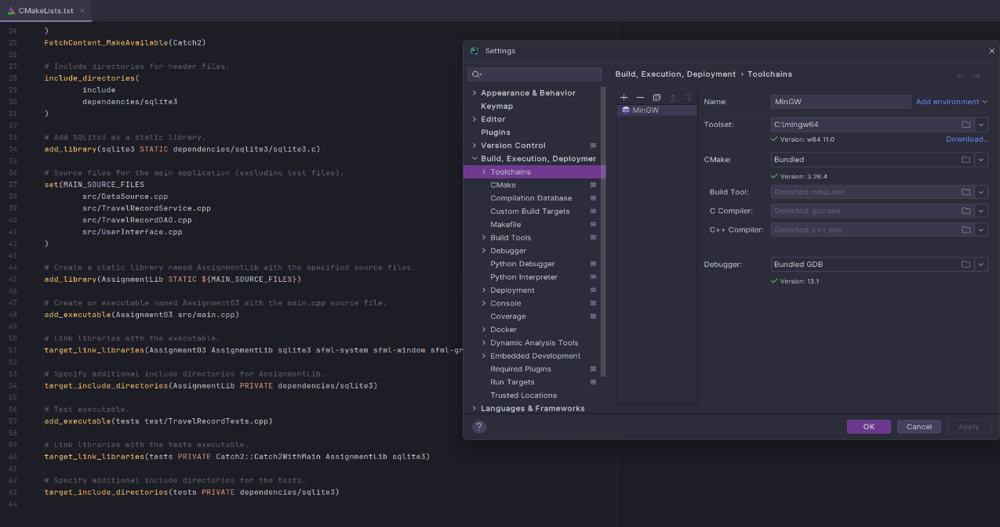 CMakeLists.txt
24 )
25 FetchContent_MakeAvailable(Catch2)
26
27 # Include directories for header files.
28 include_directories(
29 include
30 dependencies/sqlite3
31 )
32
33 # Add SQLite3 as a static library.
34 add_library(sqlite3 STATIC dependencies/sqlite3/sqlite3.c)
35
36 # Source files for the main application (excluding test files).
37 set(MAIN_SOURCE_FILES
38 src/DataSource.cpp
39 src/TravelRecordService.cpp
40 src/TravelRecordDAO.cpp
41 src/UserInterface.cpp
42 )
43
44 # Create a static library named AssignmentLib with the specified source files.
45 add_library(AssignmentLib STATIC ${MAIN_SOURCE_FILES})
46
47 # Create an executable named Assignment03 with the main.cpp source file.
48 add_executable(Assignment03 src/main.cpp)
49
50 # Link libraries with the executable.
51 target_link_libraries(Assignment03 AssignmentLib sqlite3 sfml-system sfml-window sfml-gr
52
53 # Specify additional include directories for AssignmentLib.
54 target_include_directories(AssignmentLib PRIVATE dependencies/sqlite3)
55
56 # Test executable.
57 add_executable(tests test/TravelRecordTests.cpp)
58
59 # Link libraries with the tests executable.
60 target_link_libraries(tests PRIVATE Catch2::Catch2WithMain AssignmentLib sqlite3)
61
62 # Specify additional include directories for the tests.
63 target_include_directories(tests PRIVATE dependencies/sqlite3)
64
Settings
Appearance & Behavior
Keymap
Editor
Plugins
Version Control
Build, Execution, Deploymer
Toolchains
CMake
Compilation Database
Custom Build Targets
Makefile
Build Tools
Debugger
Python Debugger
Python Interpreter
Deployment
Console
Coverage
Docker
Dynamic Analysis Tools
Embedded Development
Required Plugins
Run Targets
Trusted Locations
Languages & Frameworks
Build, Execution, Deployment › Toolchains
MinGW
Name: MinGW Add environment
Toolset: C:\mingw64
Version: w64 11.0 Download...
CMake: Bundled
Version: 3.26.4
Build Tool: Detected: ninja.exe
C Compiler: Detected: gcc.exe
C++ Compiler: Detected: c++.exe
Debugger: Bundled GDB
Version: 13.1
? OK Cancel Apply